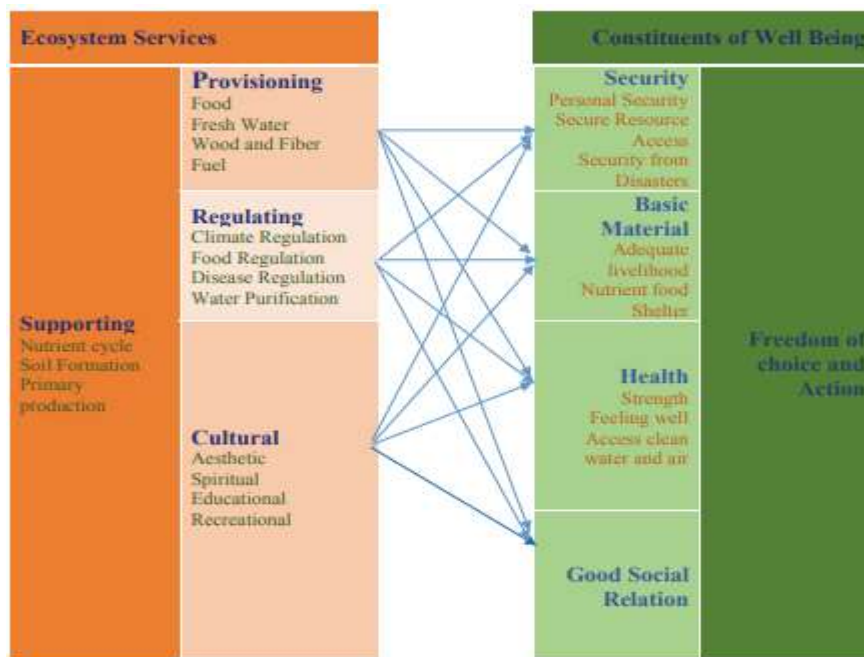 Ecosystem Services
Supporting
Nutrient cycle
Soil Formation
Primary
production
Provisioning
Food
Fresh Water
Wood and Fiber
Fuel
Regulating
Climate Regulation
Food Regulation
Disease Regulation
Water Purification
Cultural
Aesthetic
Spiritual
Educational
Recreational
Constituents of Well Being
Security
Personal Security
Secure Resource
Access
Security from
Disasters
Basic
Material
Adequate
livelihood
Nutrient food
Shelter
Health
Strength
Feeling well
Access clean
water and air
Good Social
Relation
Freedom of
choice and
Action